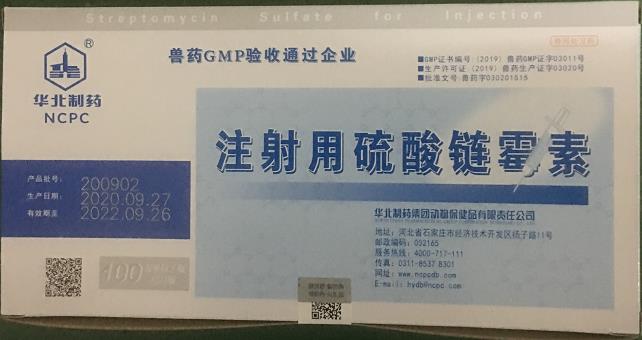 Streptomycin Sulfate for Injection
兽药GMP验收通过企业
■GMP证书编号:(2019)兽药GMP证字03011号
■生产许可证:(2019)兽药生产证字03020号
■批准文号:兽药字030201515
®
华北制药
NCPC
注射用硫酸链霉素
产品批号: 200902
生产日期: 2020.09.27
有效期至 2022.09.26
华北制药集团动物保健品有限责任公司
地址:河北省石家庄市经济技术开发区扬子路11号
邮政编码:052165
服务热线:4000-717-111
传真:0311-8537 8301
网址:www.ncpcdb.com
E-mail:hydb@ncpc.com
100